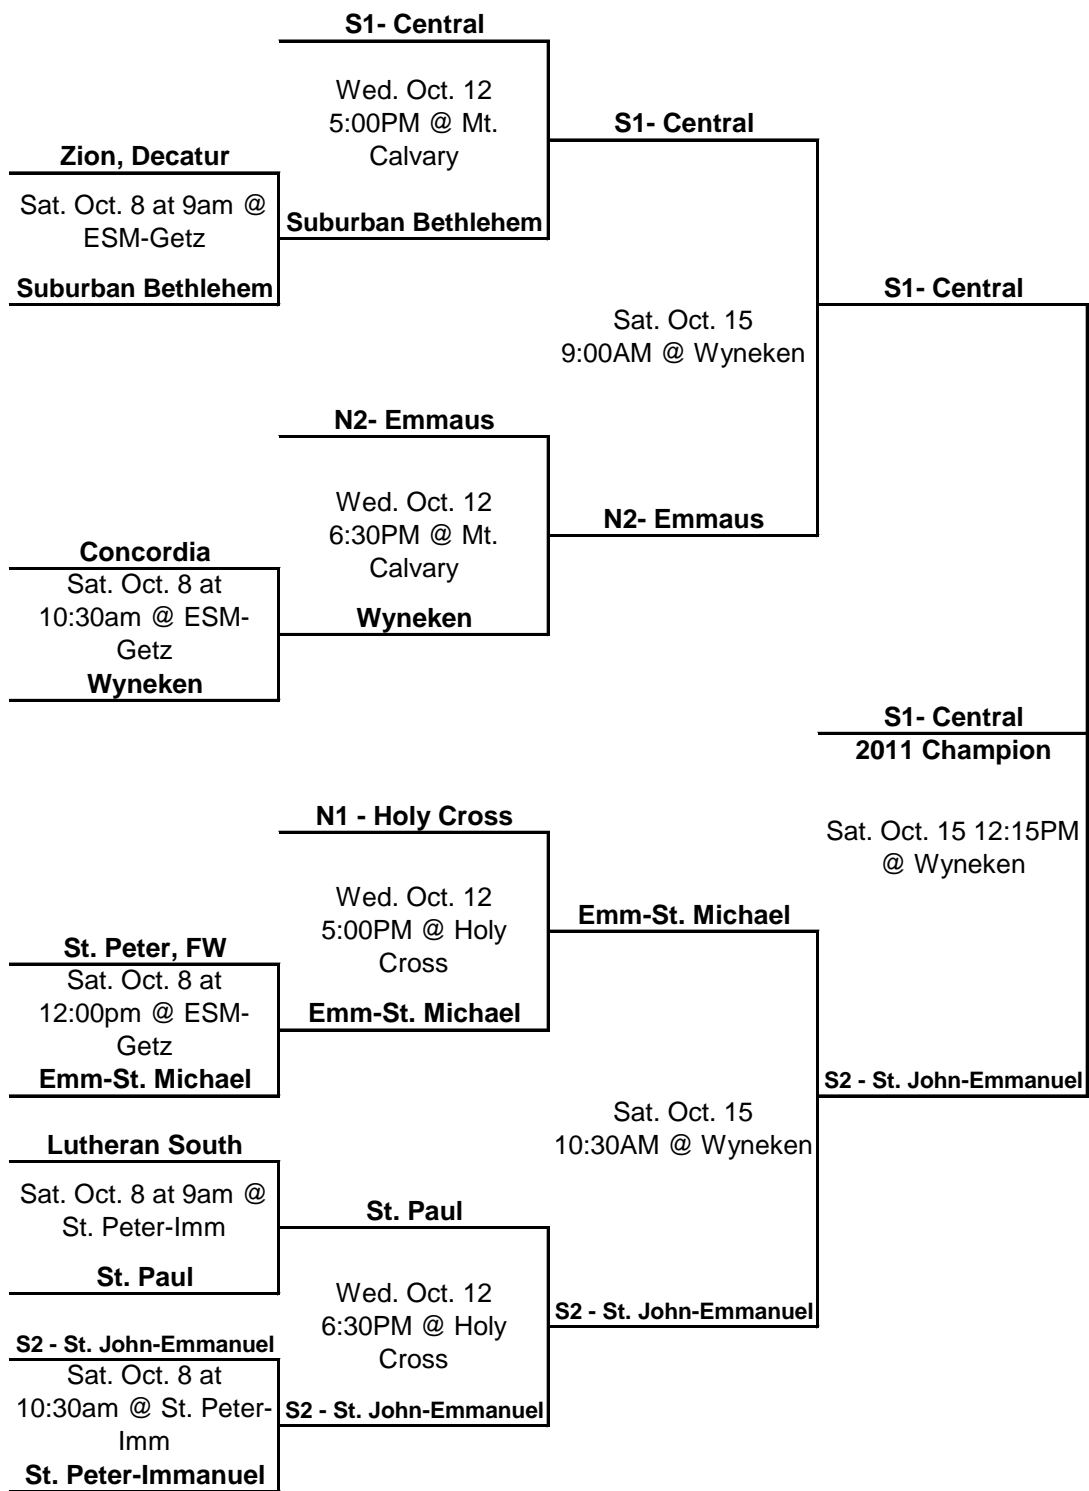 S1- Central
Wed. Oct. 12
5:00PM @ Mt.
Calvary
S1- Central
Zion, Decatur
Sat. Oct. 8 at 9am @
ESM-Getz
Suburban Bethlehem
Suburban Bethlehem
S1- Central
Sat. Oct. 15
9:00AM @ Wyneken
N2- Emmaus
Wed. Oct. 12
6:30PM @ Mt.
Calvary
N2- Emmaus
Concordia
Sat. Oct. 8 at
10:30am @ ESM-
Getz
Wyneken
Wyneken
S1- Central
2011 Champion
Sat. Oct. 15 12:15PM
@ Wyneken
N1 - Holy Cross
Wed. Oct. 12
5:00PM @ Holy
Cross
Emm-St. Michael
St. Peter, FW
Sat. Oct. 8 at
12:00pm @ ESM-
Getz
Emm-St. Michael
Emm-St. Michael
S2 - St. John-Emmanuel
Sat. Oct. 15
10:30AM @ Wyneken
Lutheran South
Sat. Oct. 8 at 9am @
St. Peter-Imm
St. Paul
St. Paul
Wed. Oct. 12
6:30PM @ Holy
Cross
S2 - St. John-Emmanuel
S2 - St. John-Emmanuel
Sat. Oct. 8 at
10:30am @ St. Peter-
Imm
S2 - St. John-Emmanuel
St. Peter-Immanuel